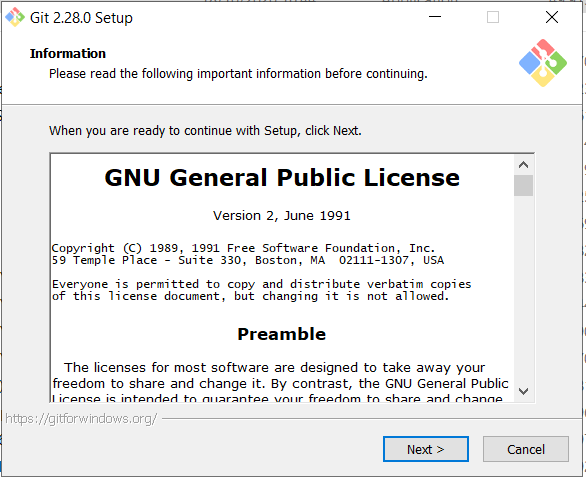 Git 2.28.0 Setup
Information
Please read the following important information before continuing.
When you are ready to continue with Setup, click Next.
GNU General Public License
Version 2, June 1991
Copyright (C) 1989, 1991 Free Software Foundation, Inc.
59 Temple Place - Suite 330, Boston, MA  02111-1307, USA
Everyone is permitted to copy and distribute verbatim copies
of this license document, but changing it is not allowed.
Preamble
The licenses for most software are designed to take away your
freedom to share and change it. By contrast, the GNU General Public
License is intended to guarantee your freedom to share and change
https://gitforwindows.org/
Next >
Cancel